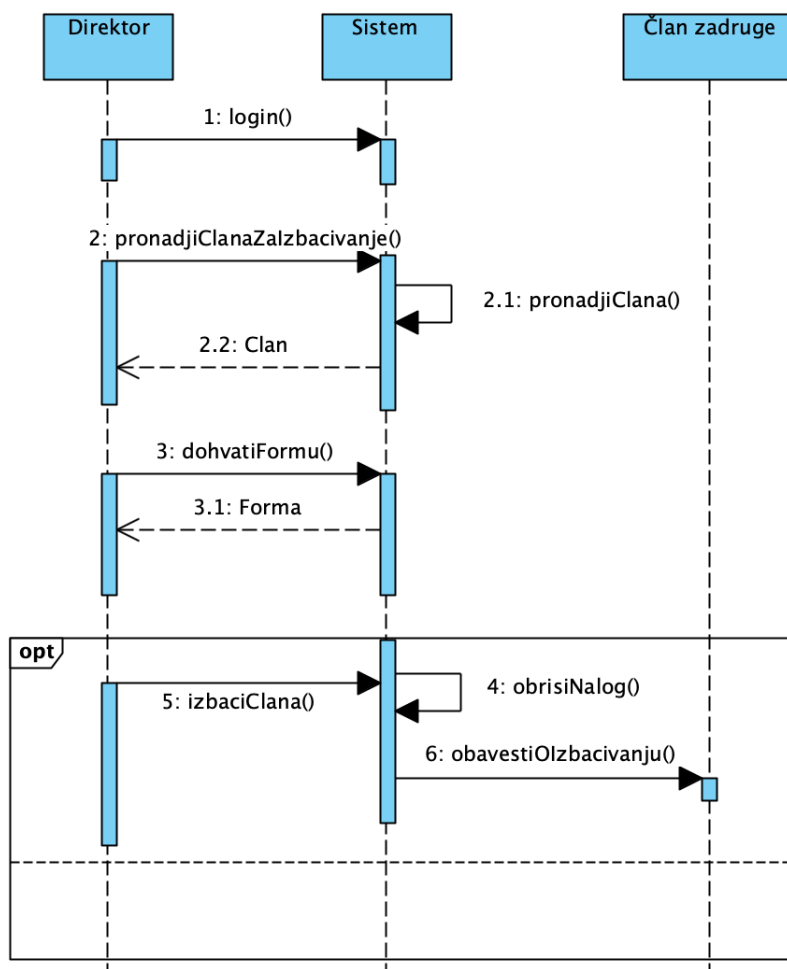 Direktor
Sistem
Član zadruge
1: login()
2: pronadjiClanaZaIzbacivanje()
2.1: pronadjiClana()
2.2: Clan
3: dohvatiFormu()
3.1: Forma
opt
4: obrisiNalog()
5: izbaciClana()
6: obavestiOIzbacivanju()